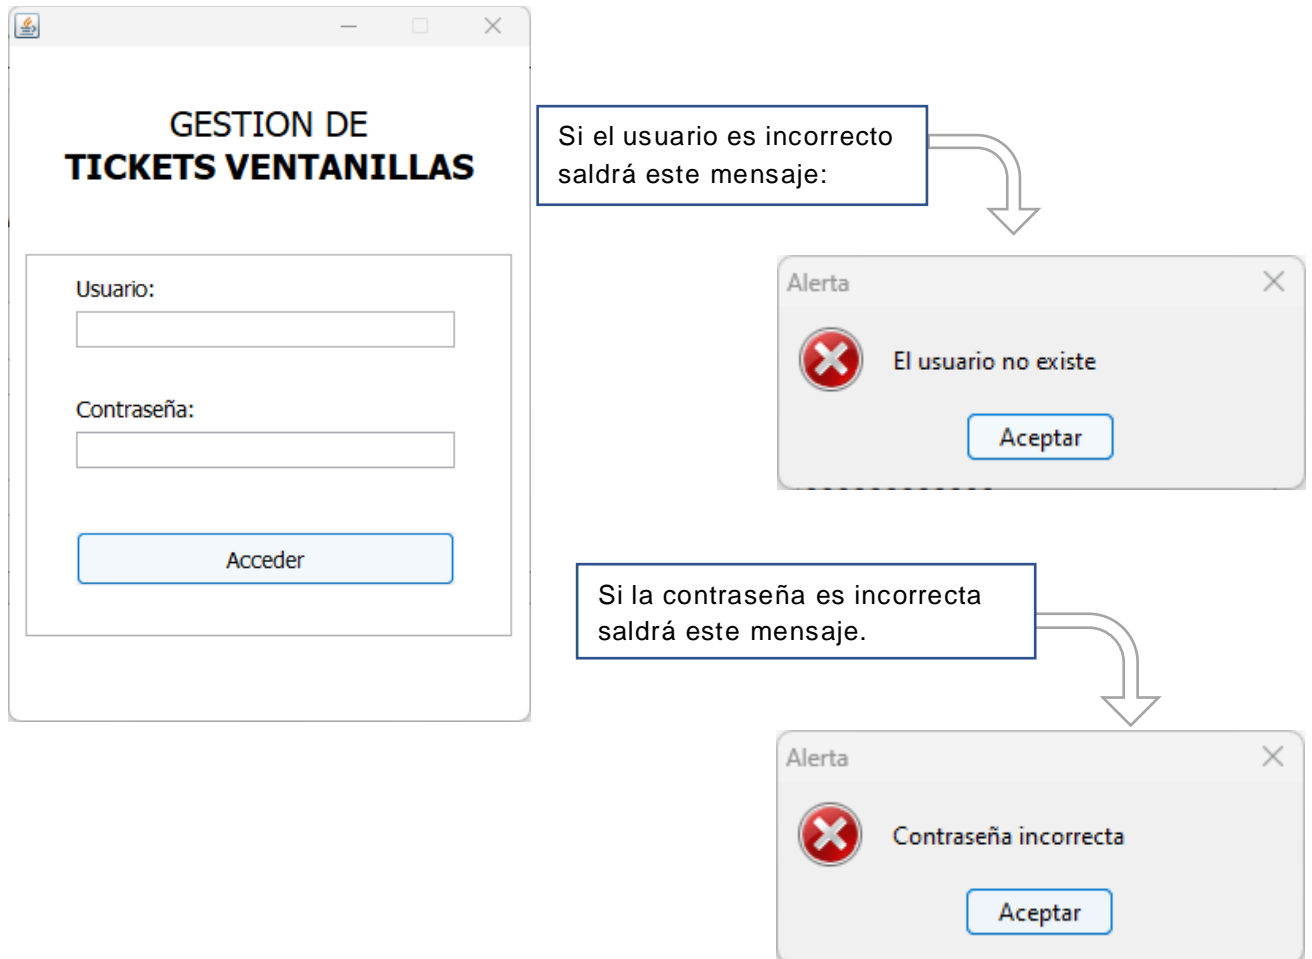 GESTION DE
TICKETS VENTANILLAS
Usuario:
Contraseña:
Acceder
Si el usuario es incorrecto
saldrá este mensaje:
Alerta
El usuario no existe
Aceptar
Si la contraseña es incorrecta
saldrá este mensaje.
Alerta
Contraseña incorrecta
Aceptar